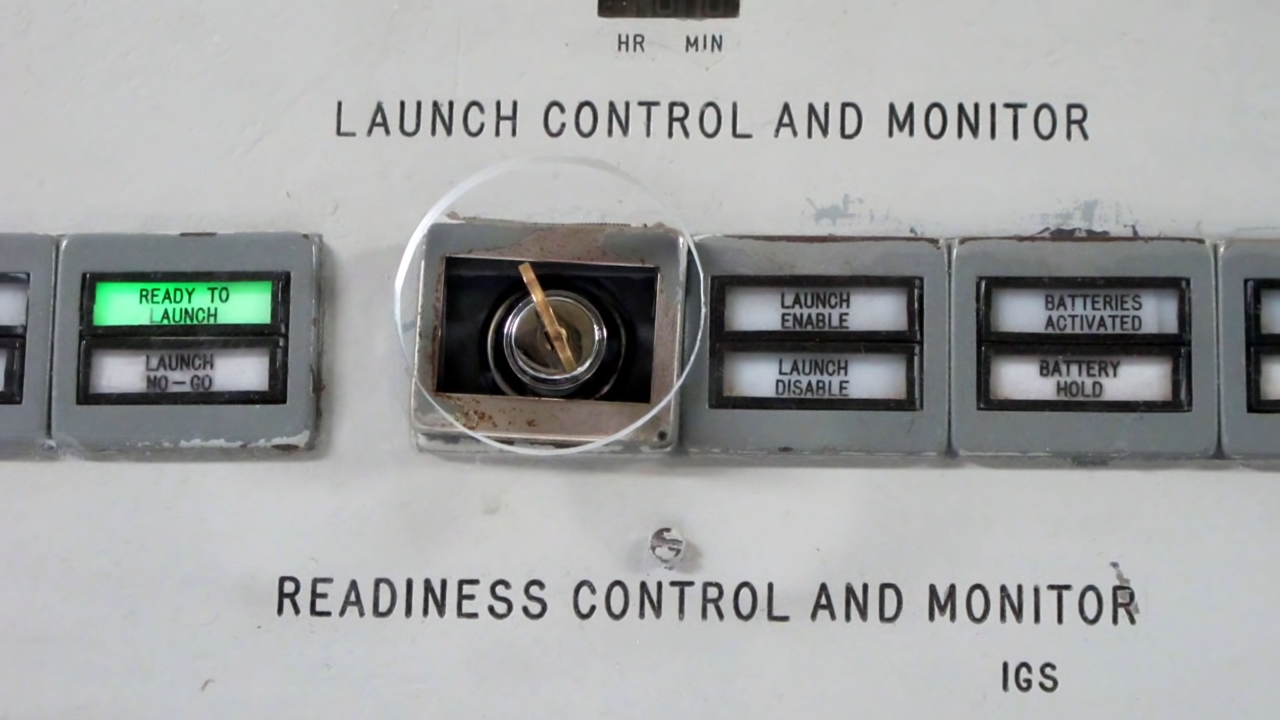 HR MIN
LAUNCH CONTROL AND MONITOR
READY TO
LAUNCH
LAUNCH
NO-GO
LAUNCH
ENABLE
LAUNCH
DISABLE
BATTERIES
ACTIVATED
BATTERY
HOLD
READINESS CONTROL AND MONITOR
IGS